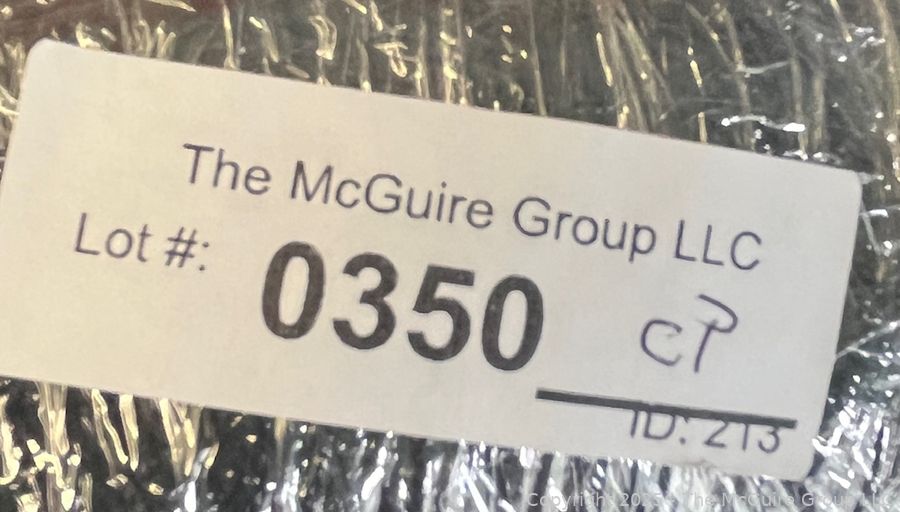 The McGuire Group LLC
Lot #:
0350
CP
ID: 213
Copyright 2025 - The McGuire Group LLC